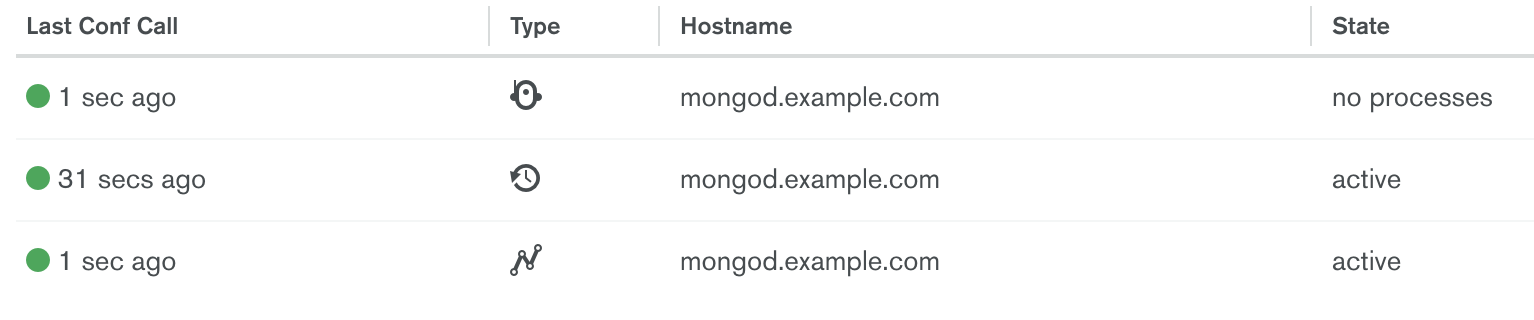 Last Conf Call Type Hostname State
1 sec ago mongod.example.com no processes
31 secs ago mongod.example.com active
1 sec ago mongod.example.com active